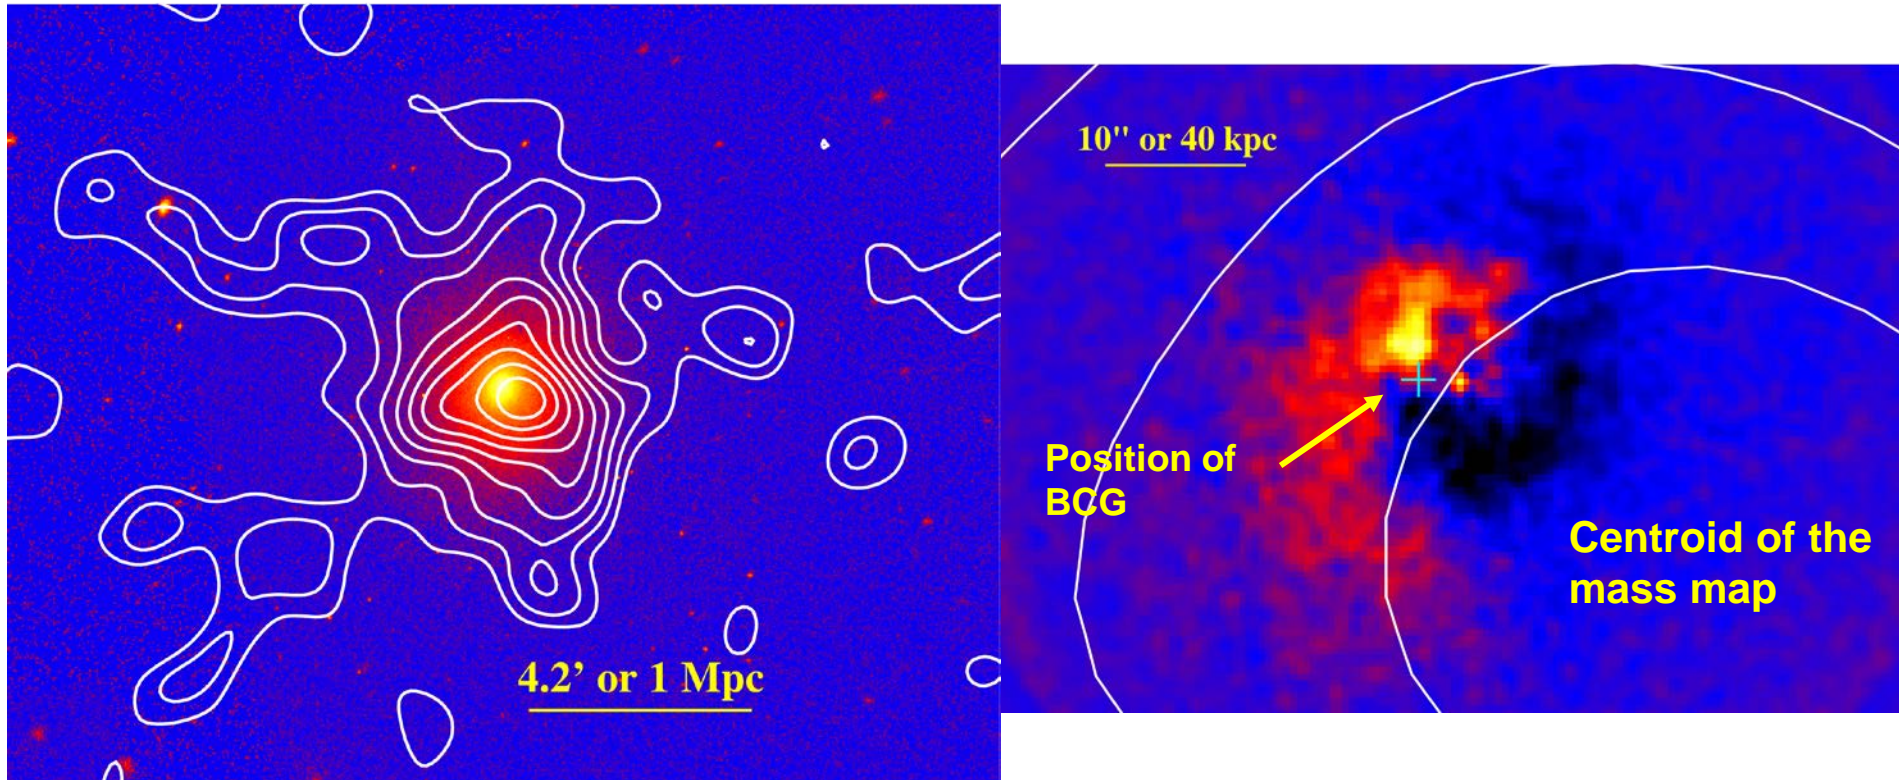 4.2’ or 1 Mpc
10" or 40 kpc
Position of
BCG
Centroid of the
mass map